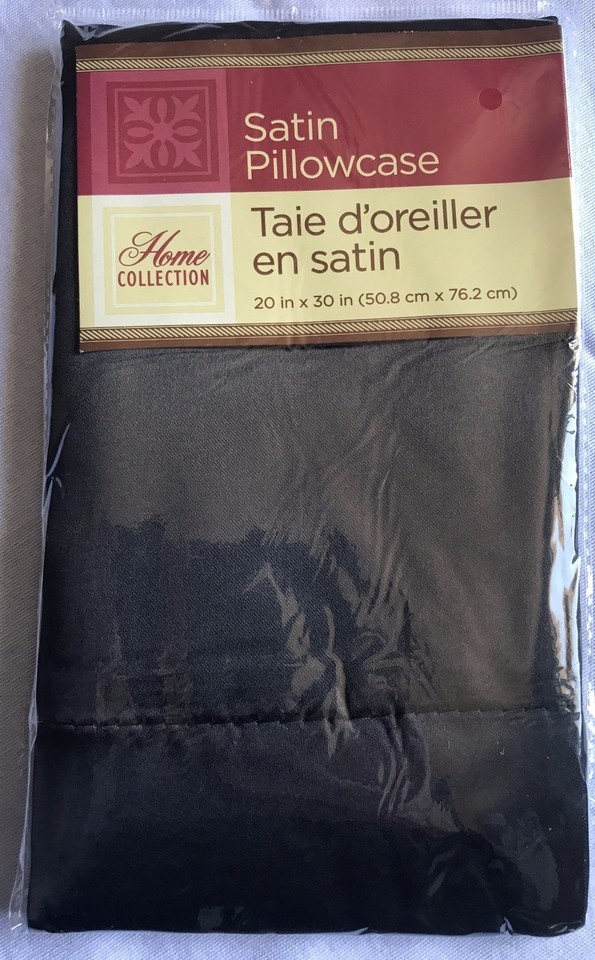 Satin
Pillowcase
Home
COLLECTION
Taie d'oreiller
en satin
20 in x 30 in (50.8 cm x 76.2 cm)